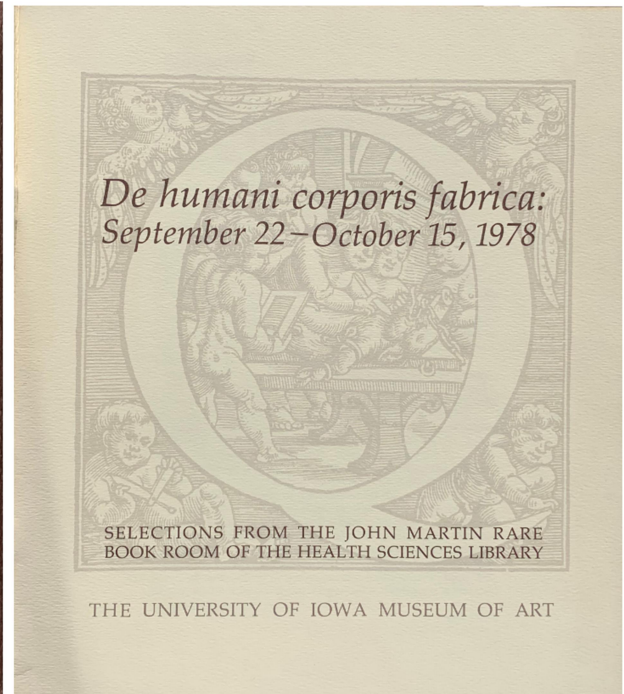 De humani corporis fabrica:
September 22–October 15, 1978
SELECTIONS FROM THE JOHN MARTIN RARE
BOOK ROOM OF THE HEALTH SCIENCES LIBRARY
THE UNIVERSITY OF IOWA MUSEUM OF ART